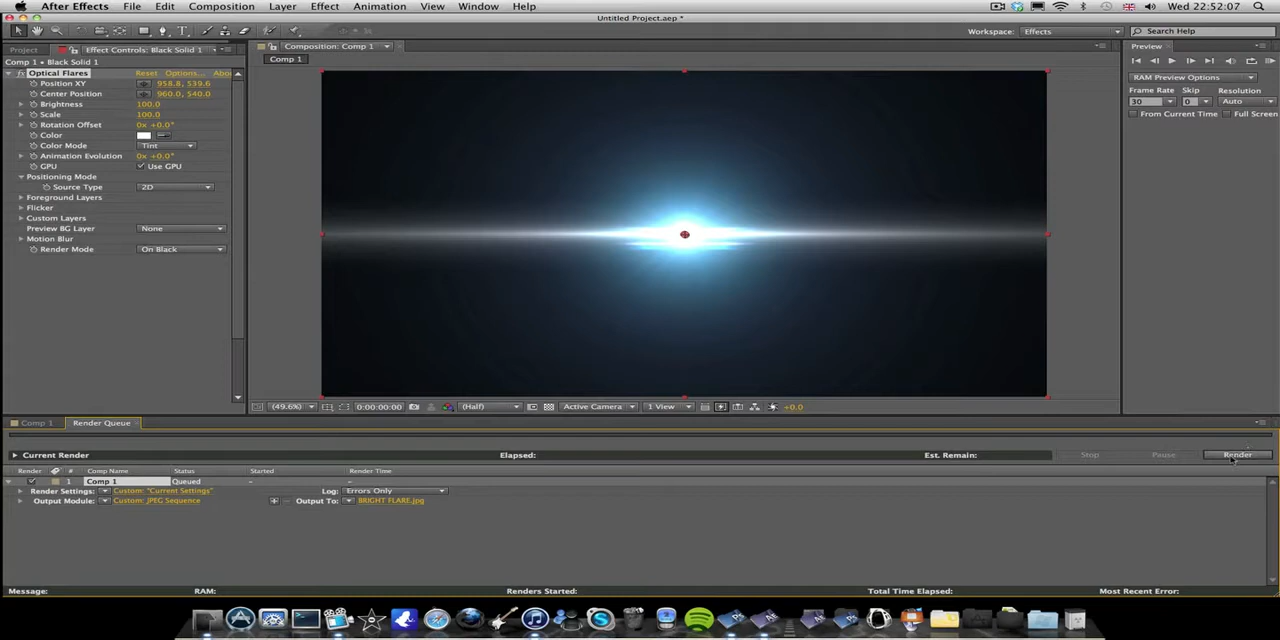 After Effects File Edit Composition Layer Effect Animation View Window Help Wed 22:52:07
Untitled Project.aep *
Workspace: Effects Search Help
Project Effect Controls: Black Solid 1 Composition: Comp 1 Preview
Comp 1 • Black Solid 1 Comp 1
Optical Flares Reset Options... Abou
Position XY 958.8, 539.6
Center Position 960.0, 540.0
Brightness 100.0
Scale 100.0
Rotation Offset 0x +0.0°
Color
Color Mode Tint
Animation Evolution 0x +0.0°
GPU Use GPU
Positioning Mode
Source Type 2D
Foreground Layers
Flicker
Custom Layers
Preview BG Layer None
Motion Blur
Render Mode On Black
RAM Preview Options
Frame Rate Skip Resolution
30 0 Auto
From Current Time Full Screen
(49.6%) 0:00:00:00 (Half) Active Camera 1 View +0.0
Comp 1 Render Queue
Current Render Elapsed: Est. Remain: Stop Pause Render
Render # Comp Name Status Started Render Time
1 Comp 1 Queued - -
Render Settings: Custom: "Current Settings" Log: Errors Only
Output Module: Custom: JPEG Sequence Output To: BRIGHT FLARE.jpg
Message: RAM: Renders Started: Total Time Elapsed: Most Recent Error: